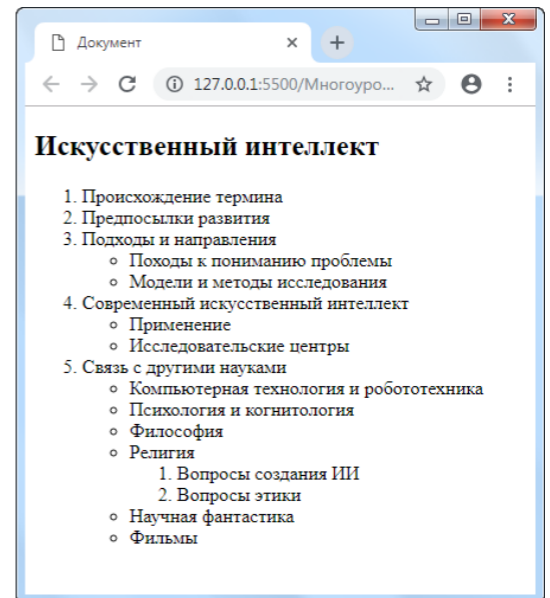 Документ
127.0.0.1:5500/Многоуро...
Искусственный интеллект
1. Происхождение термина
2. Предпосылки развития
3. Подходы и направления
Походы к пониманию проблемы
Модели и методы исследования
4. Современный искусственный интеллект
Применение
Исследовательские центры
5. Связь с другими науками
Компьютерная технология и робототехника
Психология и когнитология
Философия
Религия
1. Вопросы создания ИИ
2. Вопросы этики
Научная фантастика
Фильмы